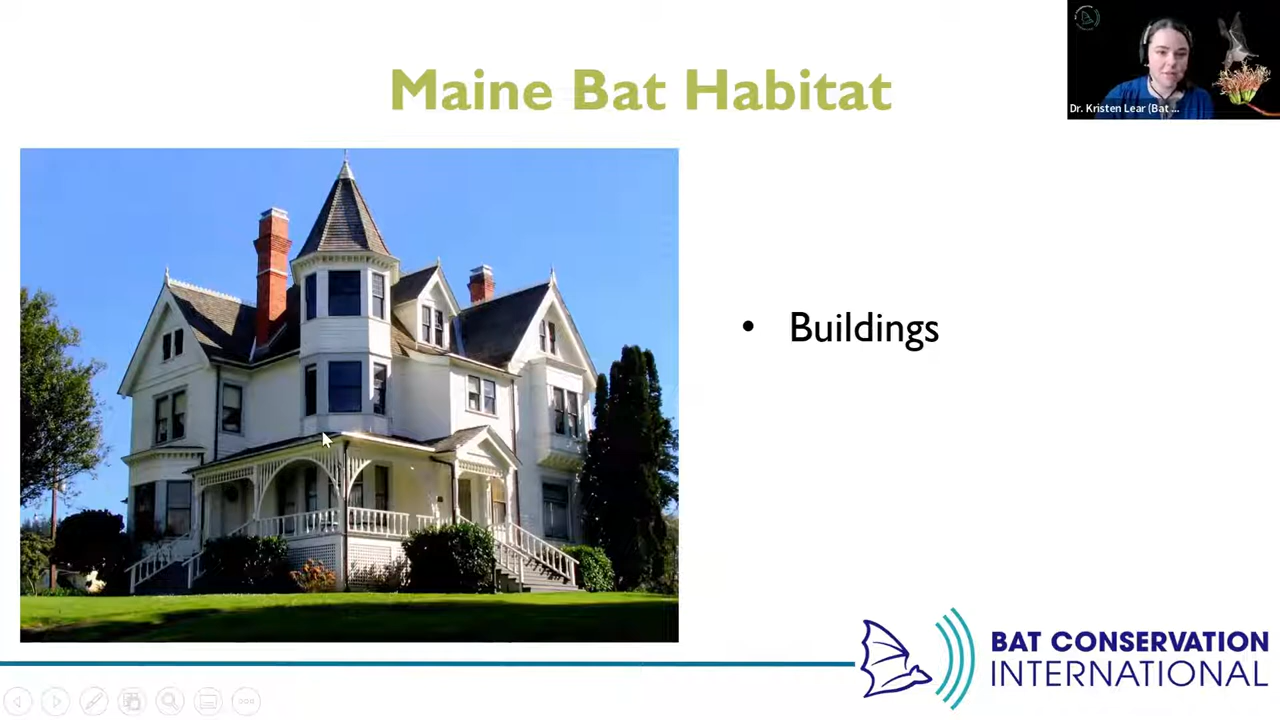 Maine Bat Habitat
Dr. Kristen Lear (Bat ...
• Buildings
BAT CONSERVATION
INTERNATIONAL